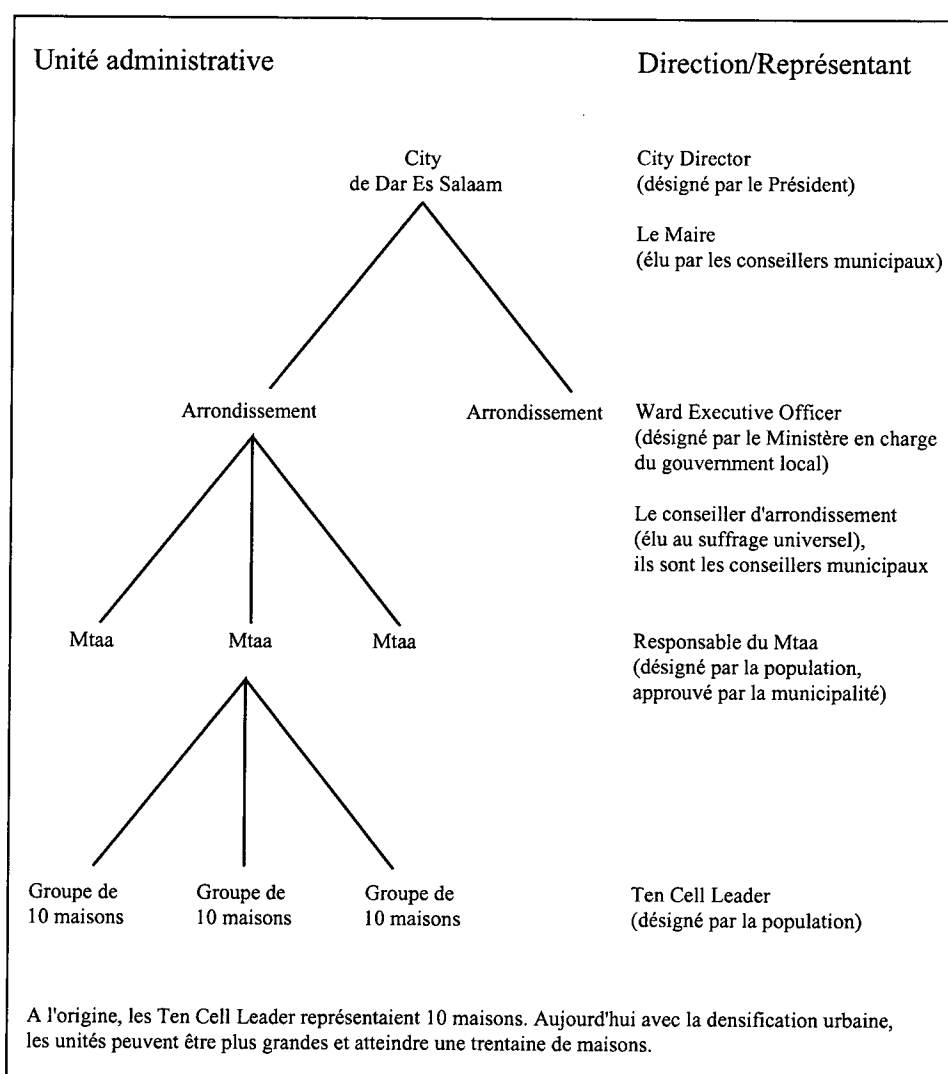 Unité administrative
Direction/Représentant
City
de Dar Es Salaam
City Director
(désigné par le Président)
Le Maire
(élu par les conseillers municipaux)
Arrondissement
Arrondissement
Ward Executive Officer
(désigné par le Ministère en charge
du gouvernment local)
Le conseiller d'arrondissement
(élu au suffrage universel),
ils sont les conseillers municipaux
Mtaa
Mtaa
Mtaa
Responsable du Mtaa
(désigné par la population,
approuvé par la municipalité)
Groupe de
10 maisons
Groupe de
10 maisons
Groupe de
10 maisons
Ten Cell Leader
(désigné par la population)
A l'origine, les Ten Cell Leader représentaient 10 maisons. Aujourd'hui avec la densification urbaine,
les unités peuvent être plus grandes et atteindre une trentaine de maisons.